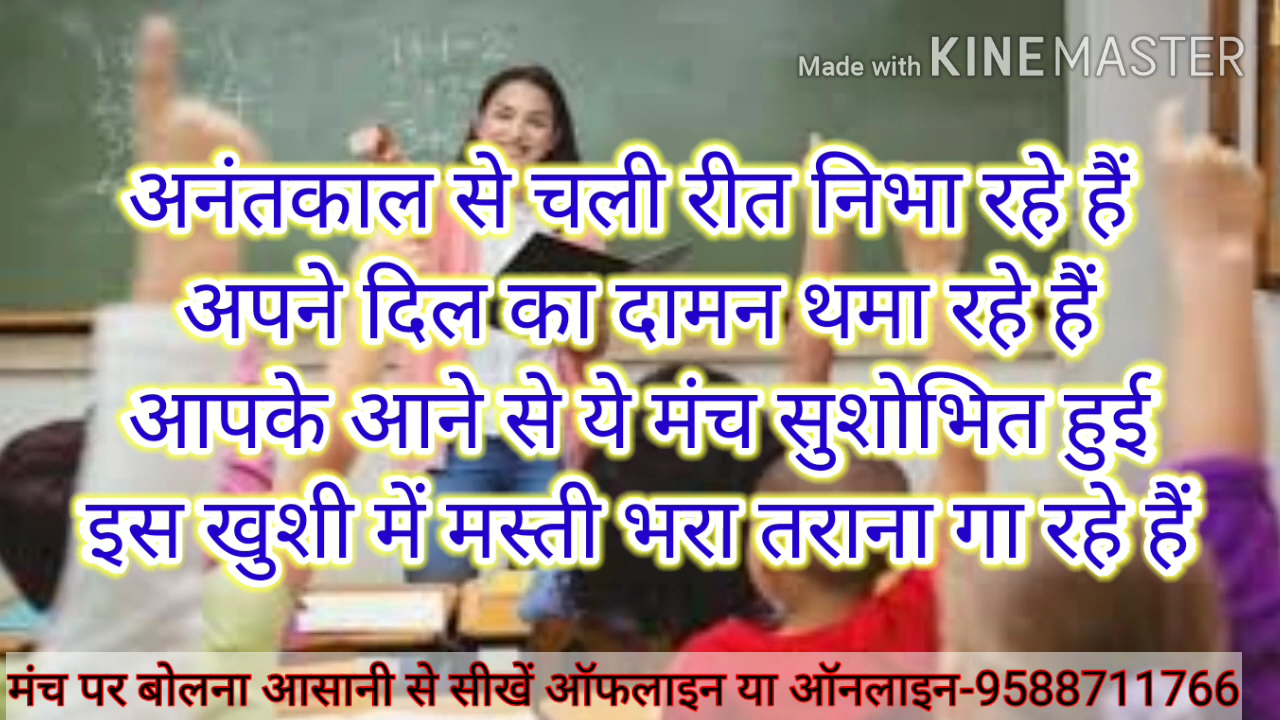 Made with KINEMASTER
अनंतकाल से चली रीत निभा रहे हैं
अपने दिल का दामन थमा रहे हैं
आपके आने से ये मंच सुशोभित हुई
इस खुशी में मस्ती भरा तराना गा रहे हैं
मंच पर बोलना आसानी से सीखें ऑफलाइन या ऑनलाइन-9588711766